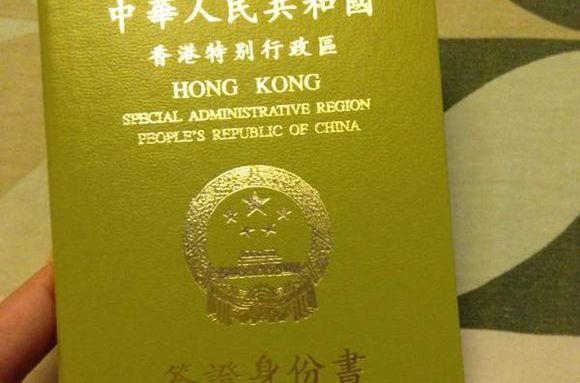 中華人民共和國
香港特別行政區
HONG KONG
SPECIAL ADMINISTRATIVE REGION
PEOPLE'S REPUBLIC OF CHINA
簽證身份書